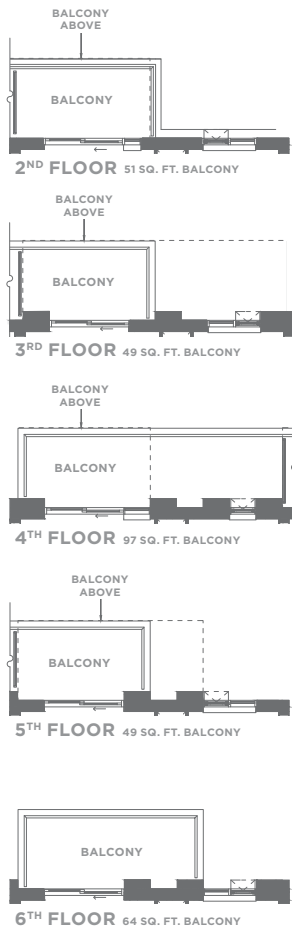 BALCONY
ABOVE
BALCONY
2ND FLOOR 51 SQ. FT. BALCONY
BALCONY
ABOVE
BALCONY
3RD FLOOR 49 SQ. FT. BALCONY
BALCONY
ABOVE
BALCONY
4TH FLOOR 97 SQ. FT. BALCONY
BALCONY
ABOVE
BALCONY
5TH FLOOR 49 SQ. FT. BALCONY
BALCONY
6TH FLOOR 64 SQ. FT. BALCONY